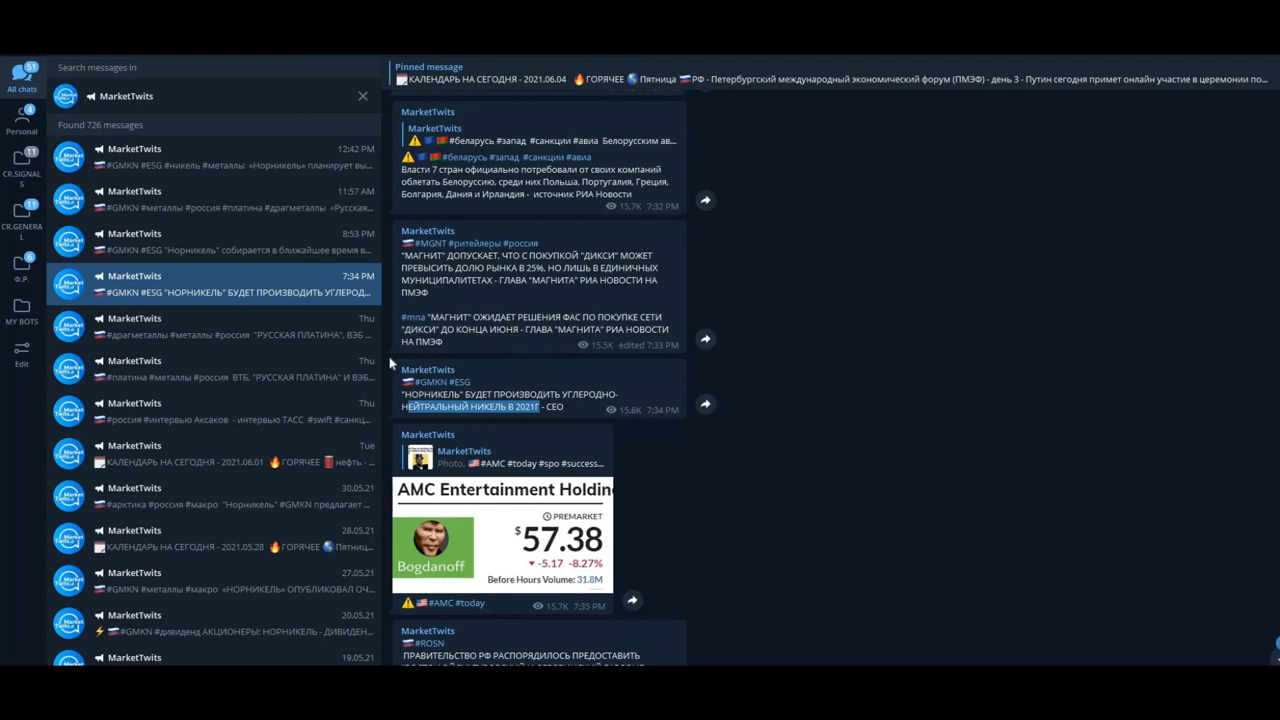 51
All chats
4
Personal
11
CR.SIGNAL
S
11
CR.GENERA
L
6
Ф.Р.
MY BOTS
Edit
Search messages in
MarketTwits
Found 726 messages
MarketTwits 12:42 PM
#GMKN #ESG #никель #металлы «Норникель» планирует вы...
MarketTwits 11:57 AM
#GMKN #металлы #россия #платина #драгметаллы «Русская...
MarketTwits 8:53 PM
#GMKN #ESG "Норникель" собирается в ближайшее время в...
MarketTwits 7:34 PM
#GMKN #ESG "НОРНИКЕЛЬ" БУДЕТ ПРОИЗВОДИТЬ УГЛЕРОД...
MarketTwits Thu
#драгметаллы #металлы #россия "РУССКАЯ ПЛАТИНА", ВЭБ ...
MarketTwits Thu
#платина #металлы #россия ВТБ, "РУССКАЯ ПЛАТИНА" И ВЭБ...
MarketTwits Thu
#россия #интервью Аксаков - интервью ТАСС #swift #санкц...
MarketTwits Tue
КАЛЕНДАРЬ НА СЕГОДНЯ - 2021.06.01 ГОРЯЧЕЕ нефть - ...
MarketTwits 30.05.21
#арктика #россия #макро "Норникель" #GMKN предлагает ...
MarketTwits 28.05.21
КАЛЕНДАРЬ НА СЕГОДНЯ - 2021.05.28 ГОРЯЧЕЕ Пятниц...
MarketTwits 27.05.21
#GMKN #металлы #макро «НОРНИКЕЛЬ» ОПУБЛИКОВАЛ ОЧ...
MarketTwits 20.05.21
#GMKN #дивиденд АКЦИОНЕРЫ: НОРНИКЕЛЬ - ДИВИДЕН...
MarketTwits 19.05.21
Pinned message
КАЛЕНДАРЬ НА СЕГОДНЯ - 2021.06.04 ГОРЯЧЕЕ Пятница РФ - Петербургский международный экономический форум (ПМЭФ) - день 3 - Путин сегодня примет онлайн участие в церемонии по...
MarketTwits
MarketTwits
#беларусь #запад #санкции #авиа Белорусским ав...
#беларусь #запад #санкции #авиа
Власти 7 стран официально потребовали от своих компаний
облетать Белоруссию, среди них Польша, Португалия, Греция,
Болгария, Дания и Ирландия - источник РИА Новости
15.7K 7:32 PM
#MGNT #ритейлеры #россия
"МАГНИТ" ДОПУСКАЕТ, ЧТО С ПОКУПКОЙ "ДИКСИ" МОЖЕТ
ПРЕВЫСИТЬ ДОЛЮ РЫНКА В 25%, НО ЛИШЬ В ЕДИНИЧНЫХ
МУНИЦИПАЛИТЕТАХ - ГЛАВА "МАГНИТА" РИА НОВОСТИ НА
ПМЭФ
#mna "МАГНИТ" ОЖИДАЕТ РЕШЕНИЯ ФАС ПО ПОКУПКЕ СЕТИ
"ДИКСИ" ДО КОНЦА ИЮНЯ - ГЛАВА "МАГНИТА" РИА НОВОСТИ
НА ПМЭФ
15.5K edited 7:33 PM
MarketTwits
#GMKN #ESG
"НОРНИКЕЛЬ" БУДЕТ ПРОИЗВОДИТЬ УГЛЕРОДНО-
НЕЙТРАЛЬНЫЙ НИКЕЛЬ В 2021Г - CEO
15.6K 7:34 PM
MarketTwits
MarketTwits
Photo, #AMC #today #spo #success...
AMC Entertainment Holdin
PREMARKET
$57.38
-5.17 -8.27%
Before Hours Volume: 31.8M
Bogdanoff
#AMC #today
15.7K 7:35 PM
MarketTwits
#ROSN
ПРАВИТЕЛЬСТВО РФ РАСПОРЯДИЛОСЬ ПРЕДОСТАВИТЬ